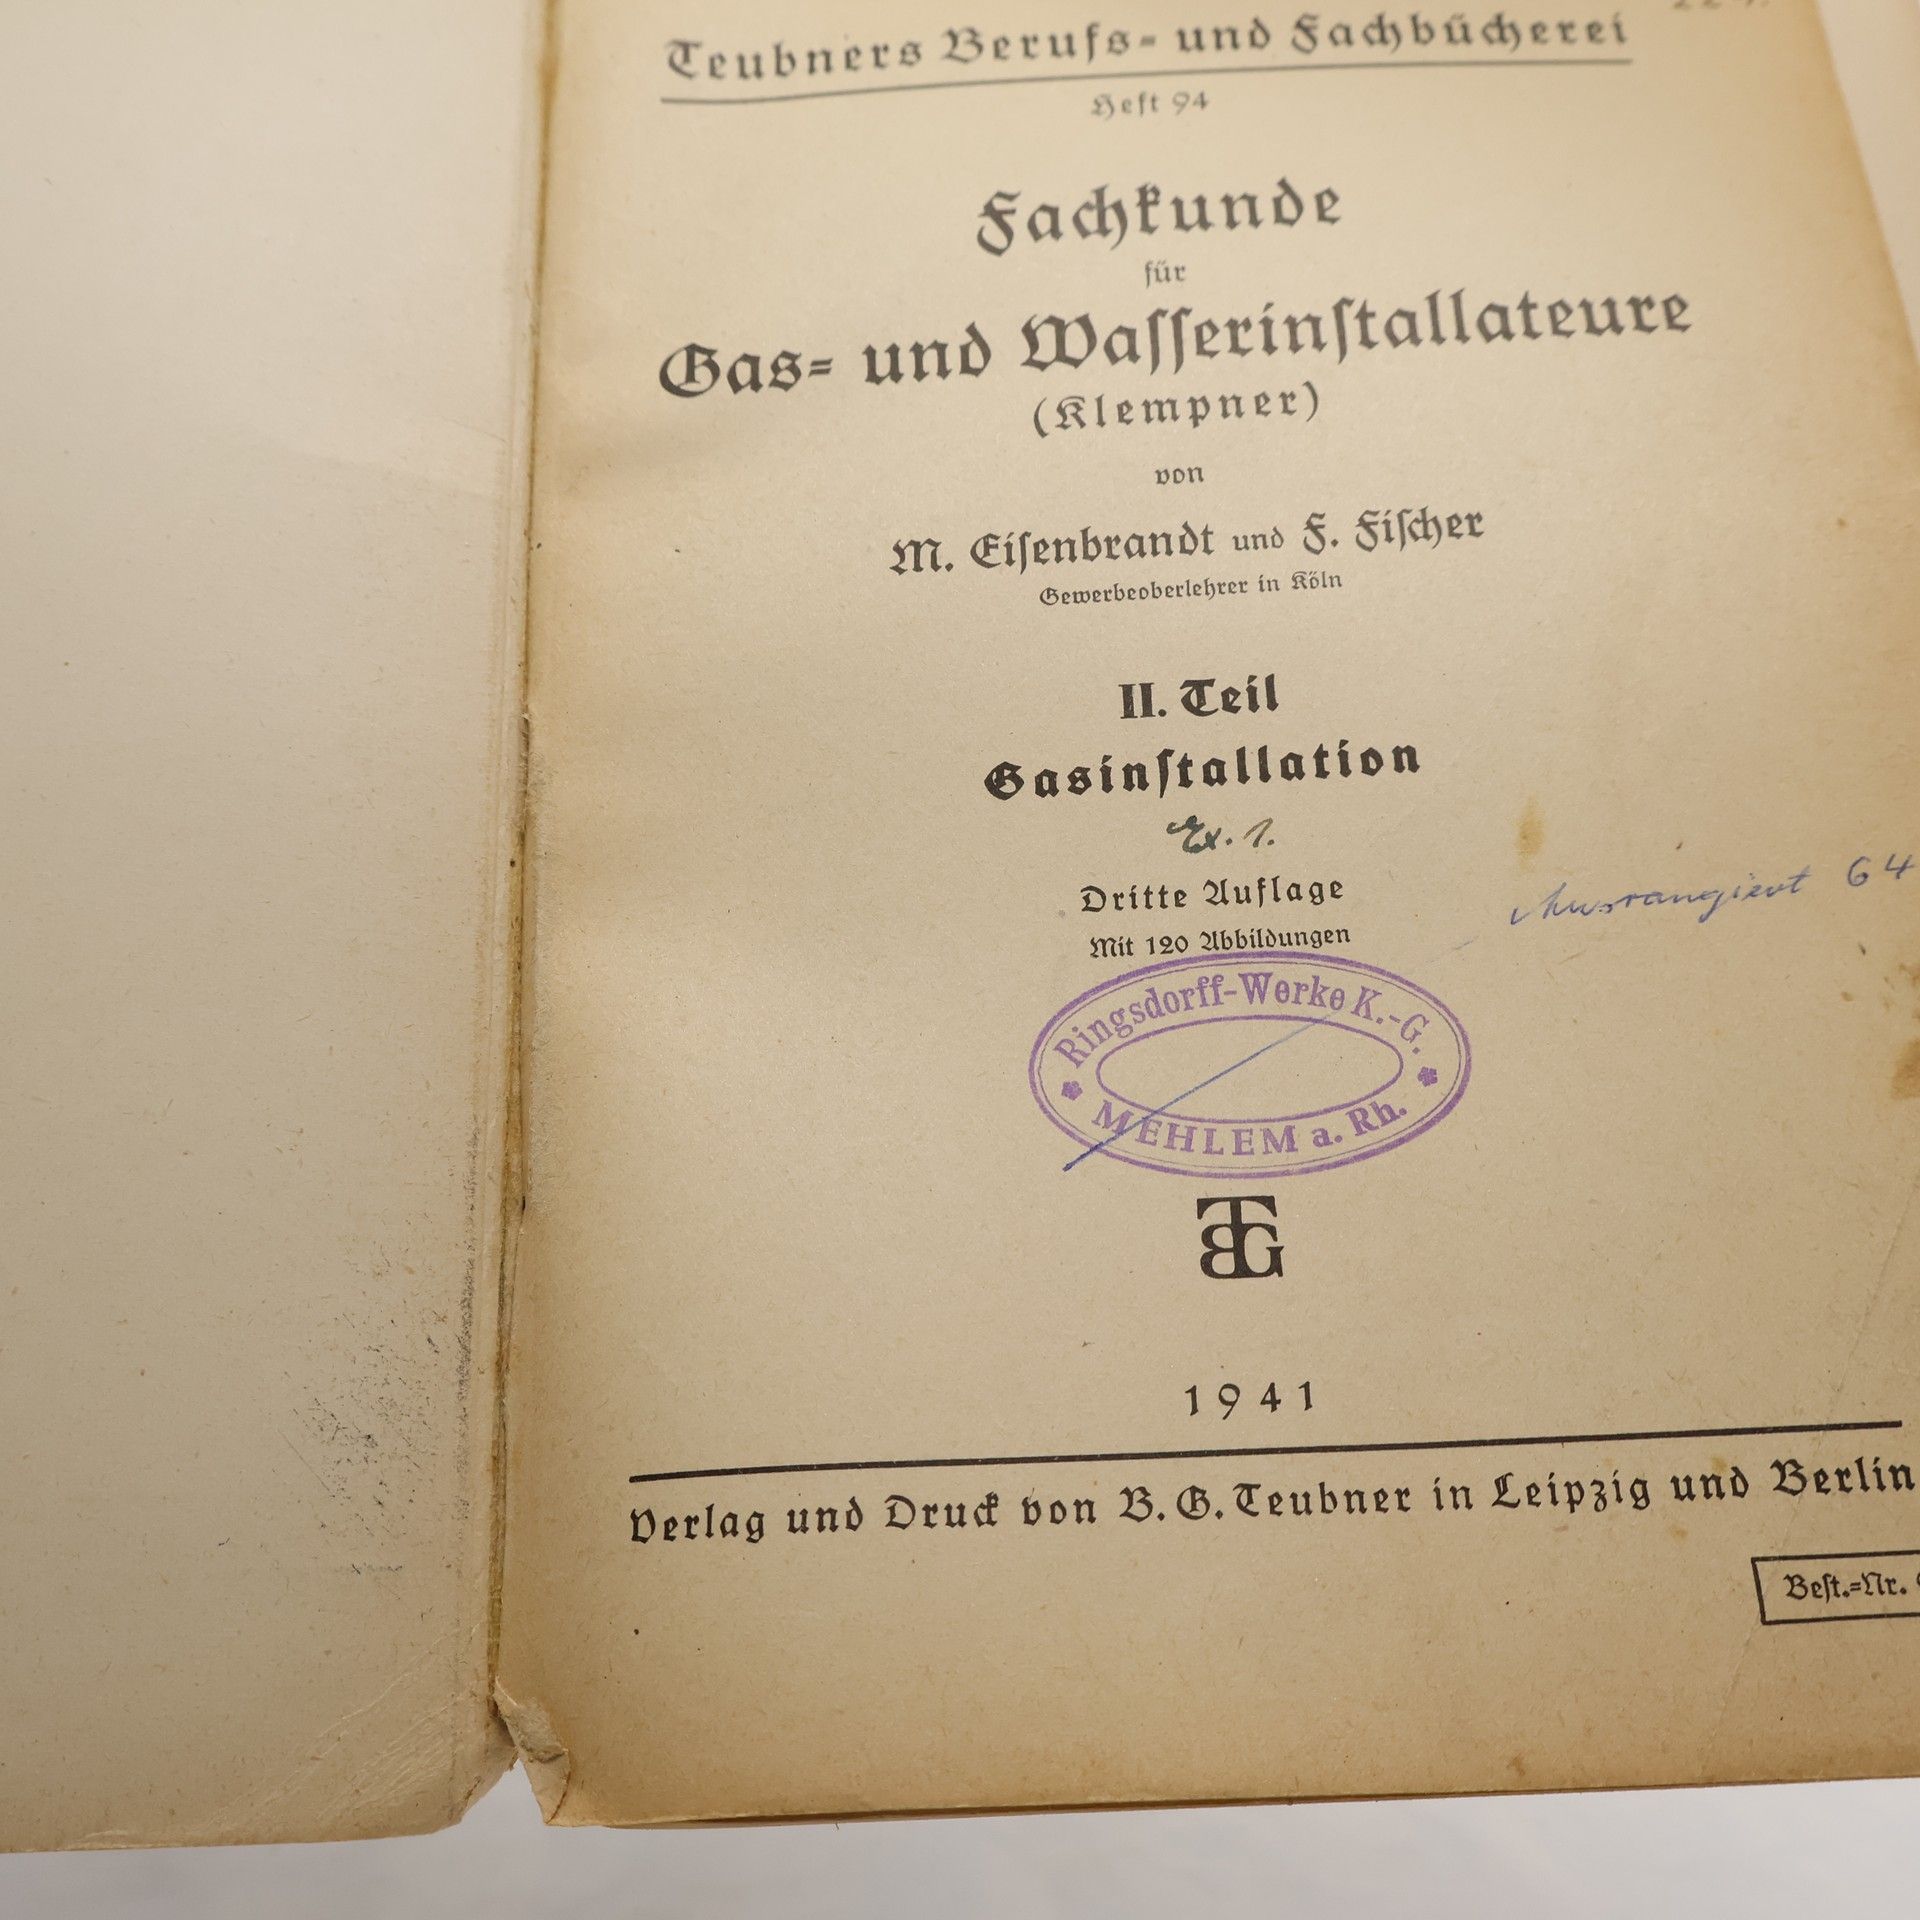 Teubners Berufs- und Fachbücherei
Heft 94
Fachkunde
für
Gas- und Waſſerinſtallateure
(Klempner)
von
M. Eiſenbrandt und F. Fiſcher
Gewerbeoberlehrer in Köln
II. Teil
Gasinſtallation
Ex. 1.
Dritte Auflage
Ausrangiert 64
Mit 120 Abbildungen
Ringsdorff-Werke K.-G.
MEHLEM a. Rh.
BTG
1941
Verlag und Druck von B. G. Teubner in Leipzig und Berlin
Beſt.-Nr.